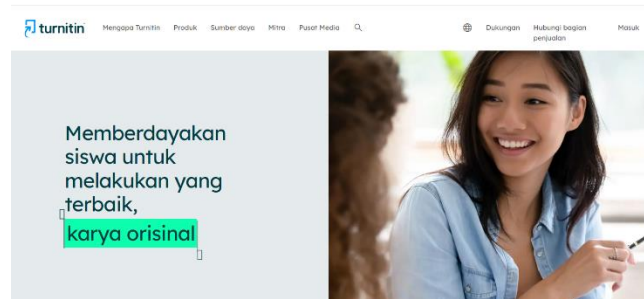 turnitin
Mengapa Turnitin Produk Sumber daya Mitra Pusat Media Dukungan Hubungi bagian penjualan Masuk
Memberdayakan
siswa untuk
melakukan yang
terbaik,
karya orisinal